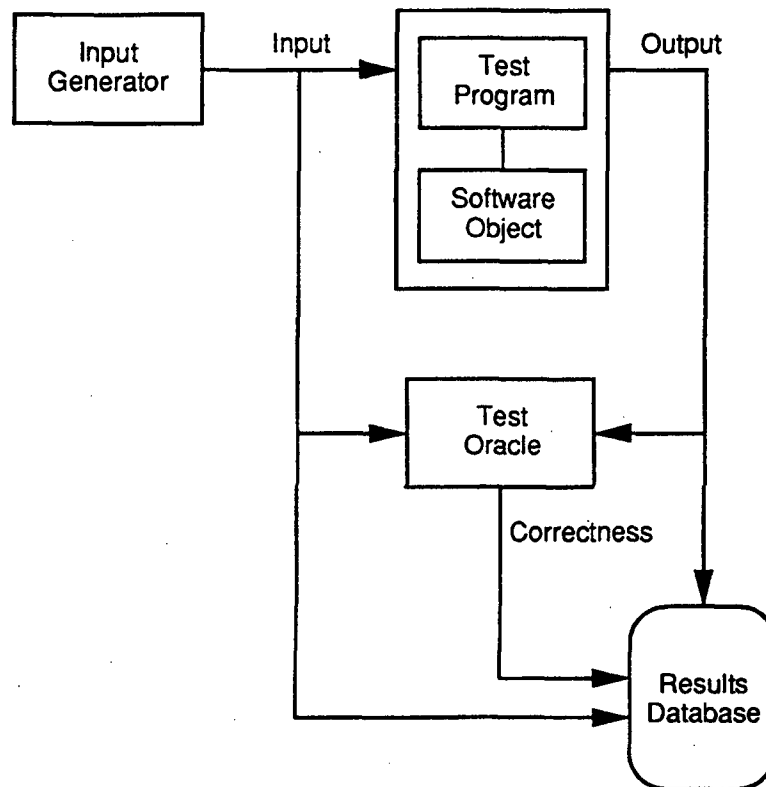 Input
Generator
Input
Test
Program
Software
Object
Output
Test
Oracle
Correctness
Results
Database